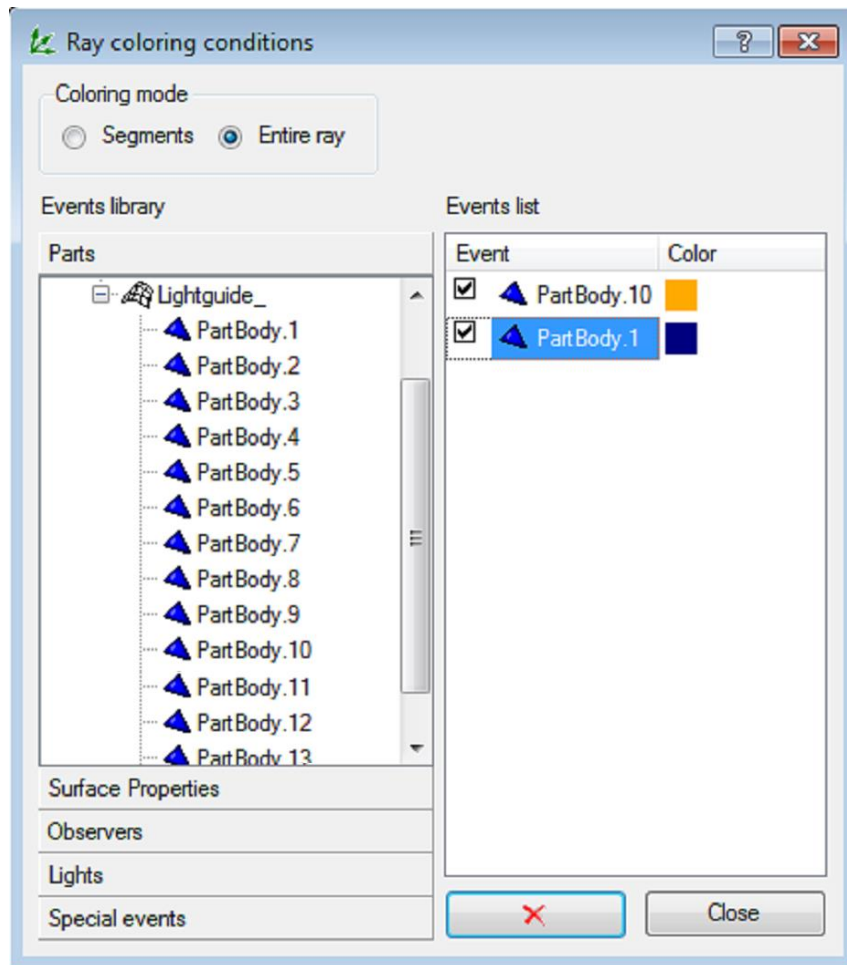 Ray coloring conditions
Coloring mode
Segments Entire ray
Events library
Parts
Lightguide_
PartBody.1
PartBody.2
PartBody.3
PartBody.4
PartBody.5
PartBody.6
PartBody.7
PartBody.8
PartBody.9
PartBody.10
PartBody.11
PartBody.12
PartBody.13
Surface Properties
Observers
Lights
Special events
Events list
Event Color
PartBody.10
PartBody.1
Close